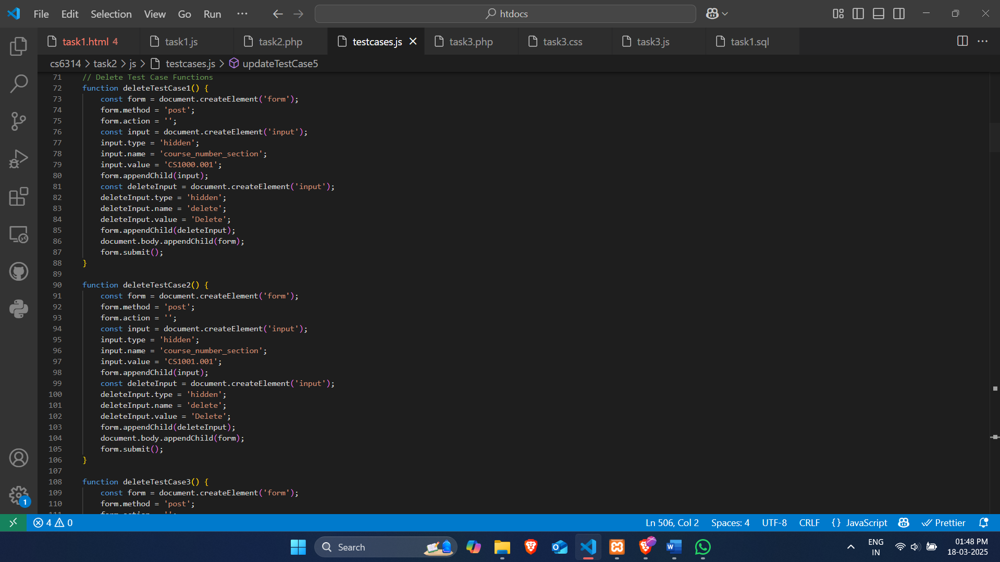 File Edit Selection View Go Run ··· htdocs
task1.html 4 task1.js task2.php testcases.js task3.php task3.css task3.js task1.sql
cs6314 > task2 > js > testcases.js > updateTestCase5
71 // Delete Test Case Functions
72 function deleteTestCase1() {
73 const form = document.createElement('form');
74 form.method = 'post';
75 form.action = '';
76 const input = document.createElement('input');
77 input.type = 'hidden';
78 input.name = 'course_number_section';
79 input.value = 'CS1000.001';
80 form.appendChild(input);
81 const deleteInput = document.createElement('input');
82 deleteInput.type = 'hidden';
83 deleteInput.name = 'delete';
84 deleteInput.value = 'Delete';
85 form.appendChild(deleteInput);
86 document.body.appendChild(form);
87 form.submit();
88 }
89
90 function deleteTestCase2() {
91 const form = document.createElement('form');
92 form.method = 'post';
93 form.action = '';
94 const input = document.createElement('input');
95 input.type = 'hidden';
96 input.name = 'course_number_section';
97 input.value = 'CS1001.001';
98 form.appendChild(input);
99 const deleteInput = document.createElement('input');
100 deleteInput.type = 'hidden';
101 deleteInput.name = 'delete';
102 deleteInput.value = 'Delete';
103 form.appendChild(deleteInput);
104 document.body.appendChild(form);
105 form.submit();
106 }
107
108 function deleteTestCase3() {
109 const form = document.createElement('form');
110 form.method = 'post';
1
4 0 Ln 506, Col 2 Spaces: 4 UTF-8 CRLF {} JavaScript Prettier
Search ENG IN 01:48 PM 18-03-2025